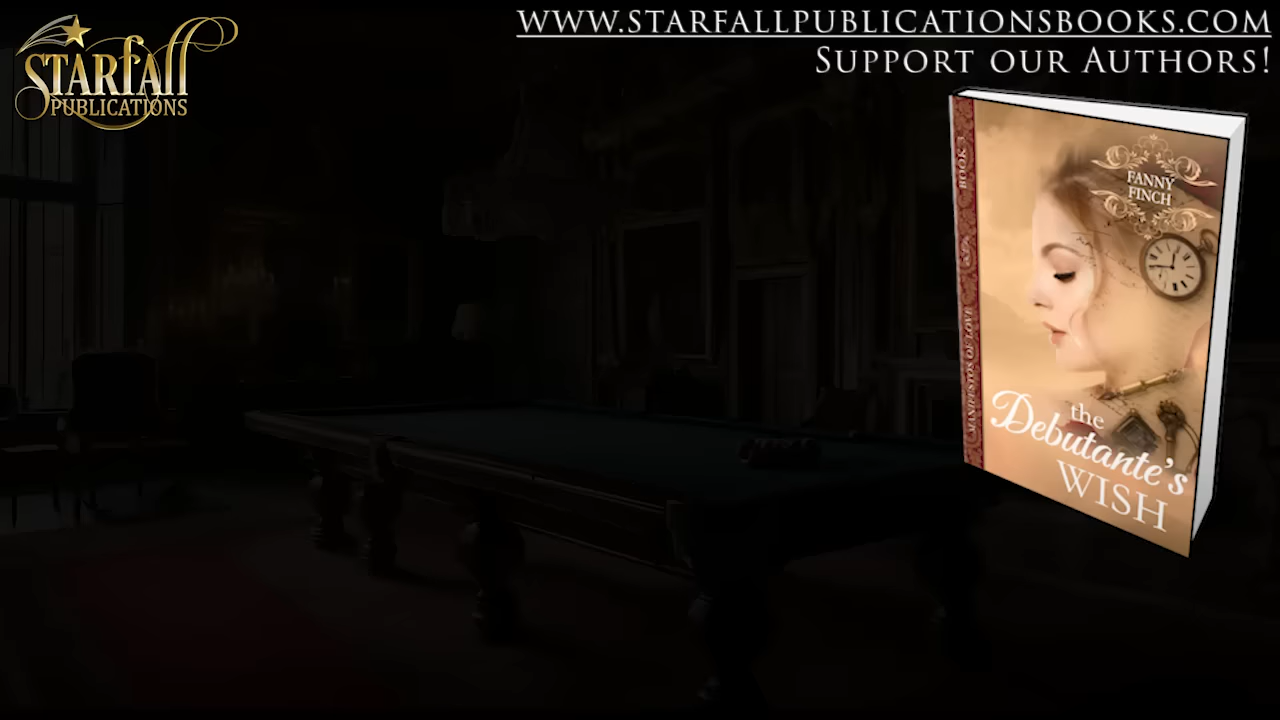 STARfall
PUBLICATIONS
WWW.STARFALLPUBLICATIONSBOOKS.COM
SUPPORT OUR AUTHORS!
BOOK 3
MANIFESTOS OF LOVE
FANNY
FINCH
the
Debutante's
WISH